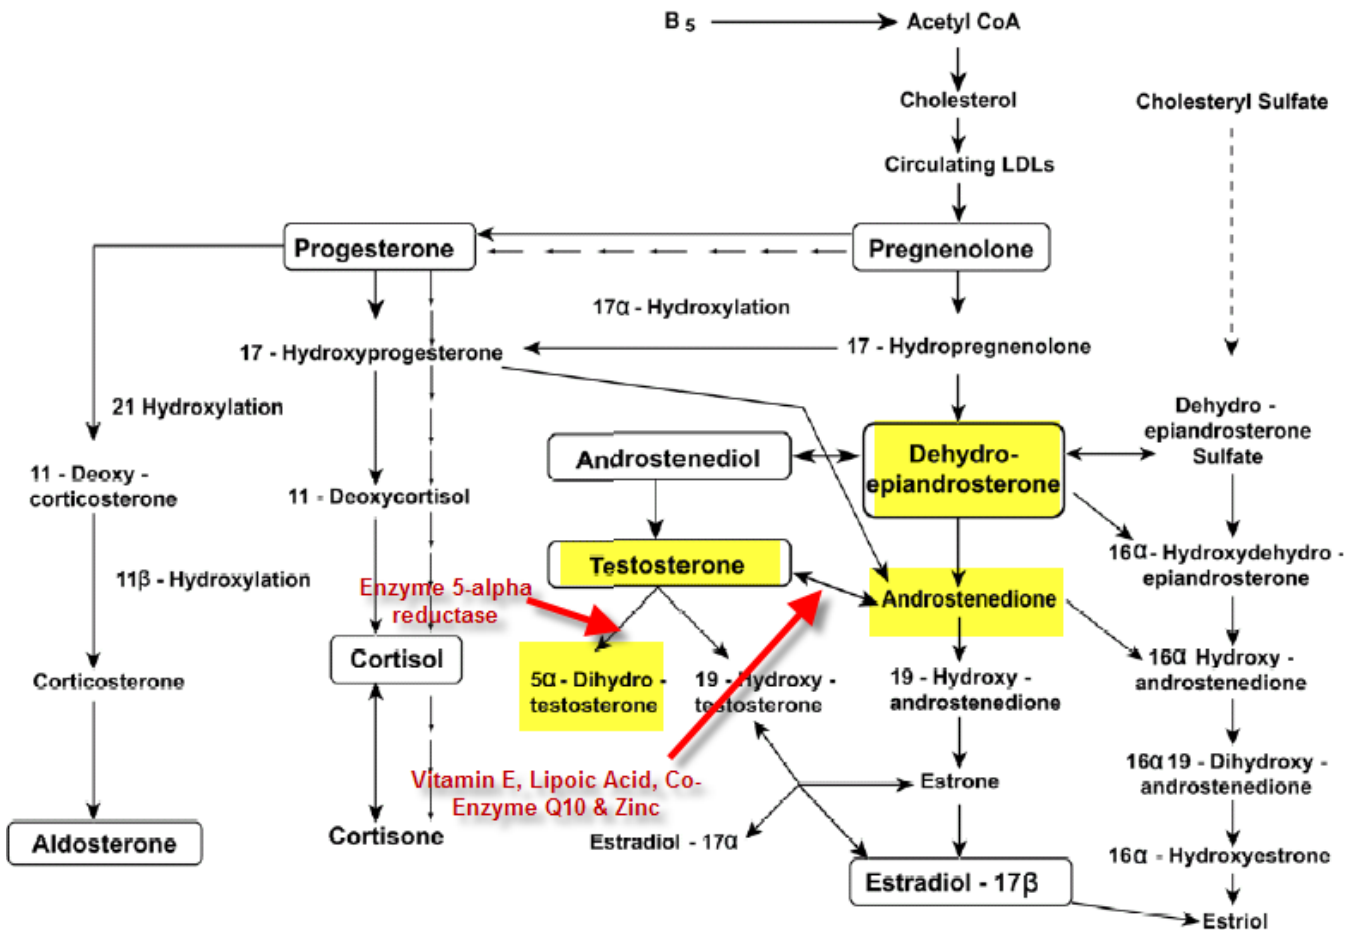 B 5
Acetyl CoA
Cholesterol
Cholesteryl Sulfate
Circulating LDLs
Progesterone
Pregnenolone
17α - Hydroxylation
17 - Hydroxyprogesterone
17 - Hydropregnenolone
21 Hydroxylation
Dehydro -
epiandrosterone
Sulfate
Androstenediol
Dehydro-
epiandrosterone
11 - Deoxy -
corticosterone
11 - Deoxycortisol
16α- Hydroxydehydro -
epiandrosterone
Testosterone
11β - Hydroxylation
Enzyme 5-alpha
reductase
Androstenedione
Cortisol
16α Hydroxy -
androstenedione
Corticosterone
5α - Dihydro -
testosterone
19 - Hydroxy -
testosterone
19 - Hydroxy -
androstenedione
Vitamin E, Lipoic Acid, Co-
Enzyme Q10 & Zinc
Estrone
16α 19 - Dihydroxy -
androstenedione
Aldosterone
Cortisone
Estradiol - 17α
16α - Hydroxyestrone
Estradiol - 17β
Estriol